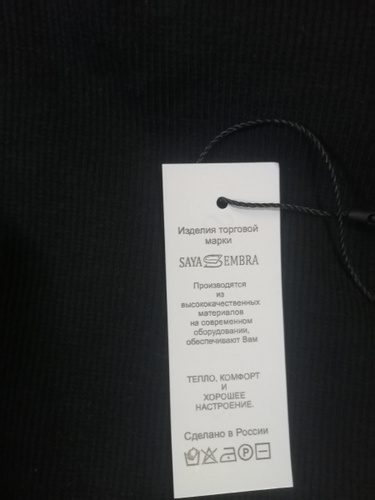 Изделия торговой
марки
SAYA SEMBRA
Производятся
из
высококачественных
материалов
на современном
оборудовании,
обеспечивают Вам
ТЕПЛО, КОМФОРТ
И
ХОРОШЕЕ
НАСТРОЕНИЕ.
Сделано в России
P